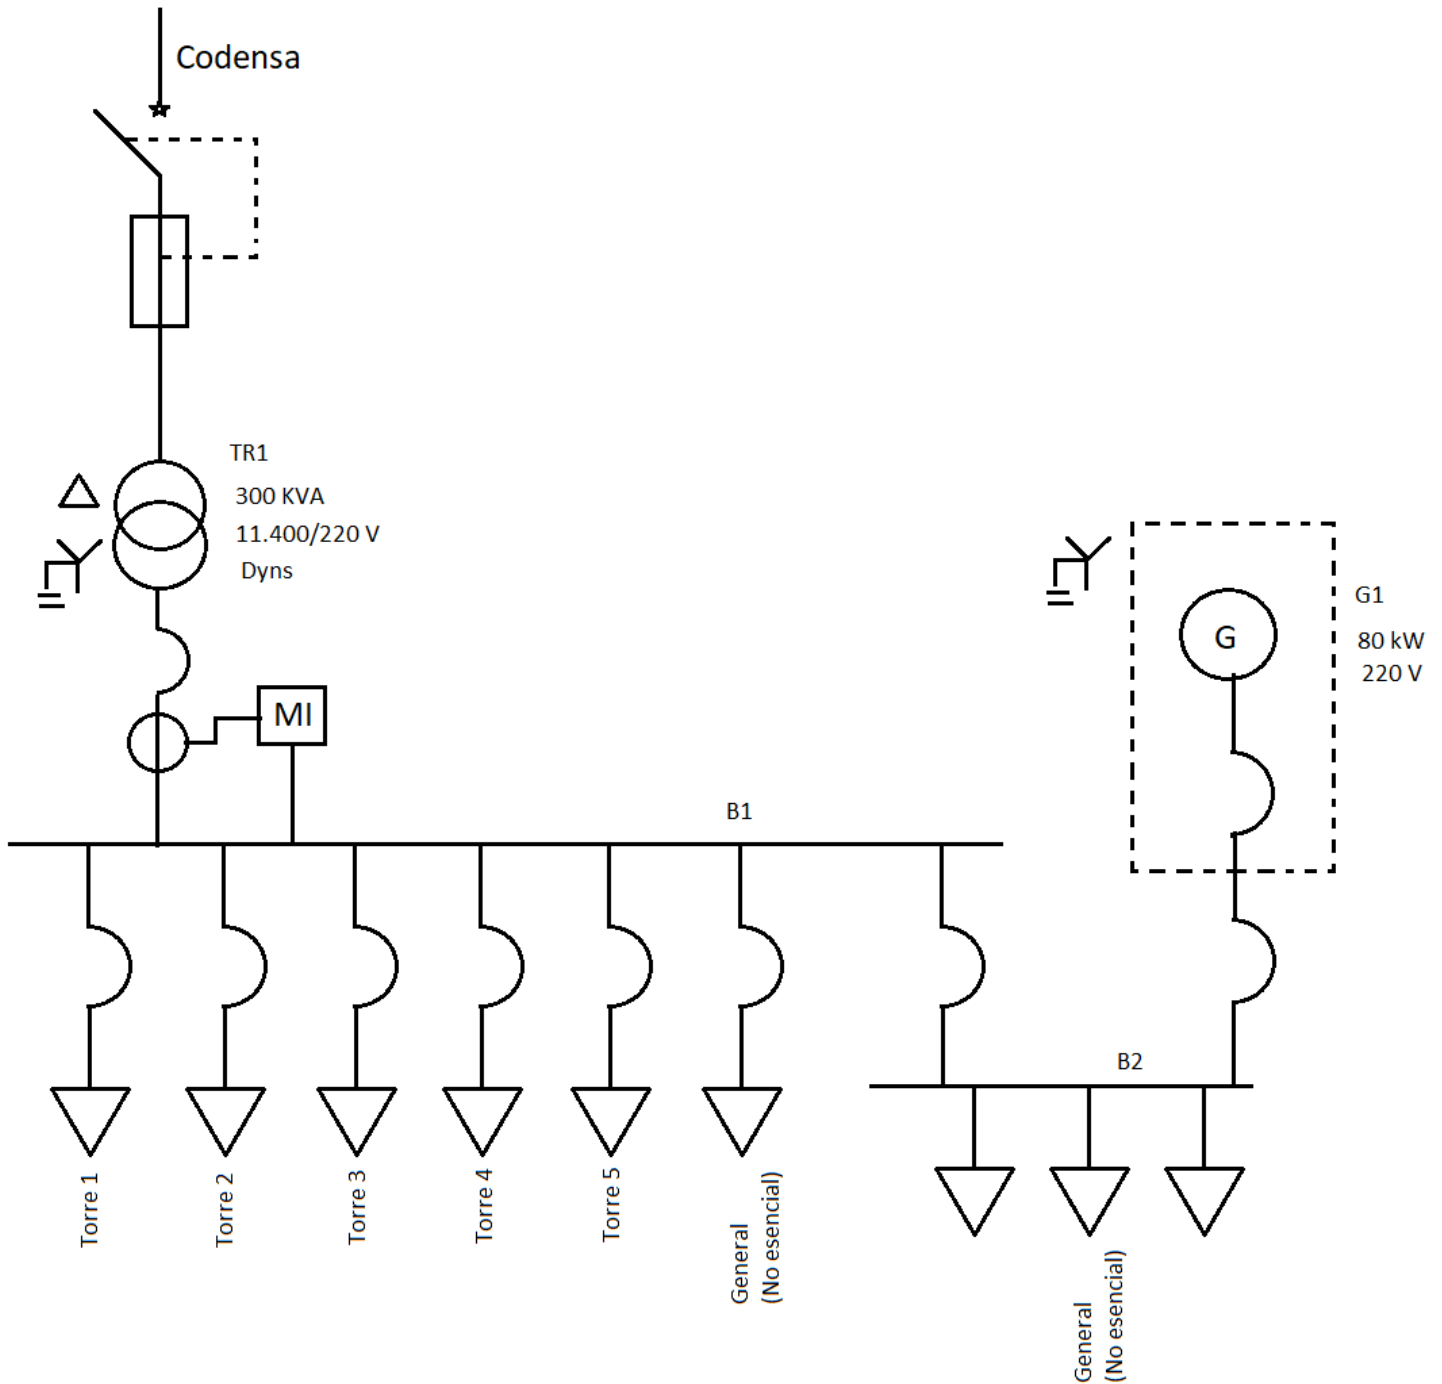 Codensa
TR1
300 KVA
11.400/220 V
Dyns
G1
80 kW
220 V
G
MI
B1
B2
Torre 1
Torre 2
Torre 3
Torre 4
Torre 5
General
(No esencial)
General
(No esencial)